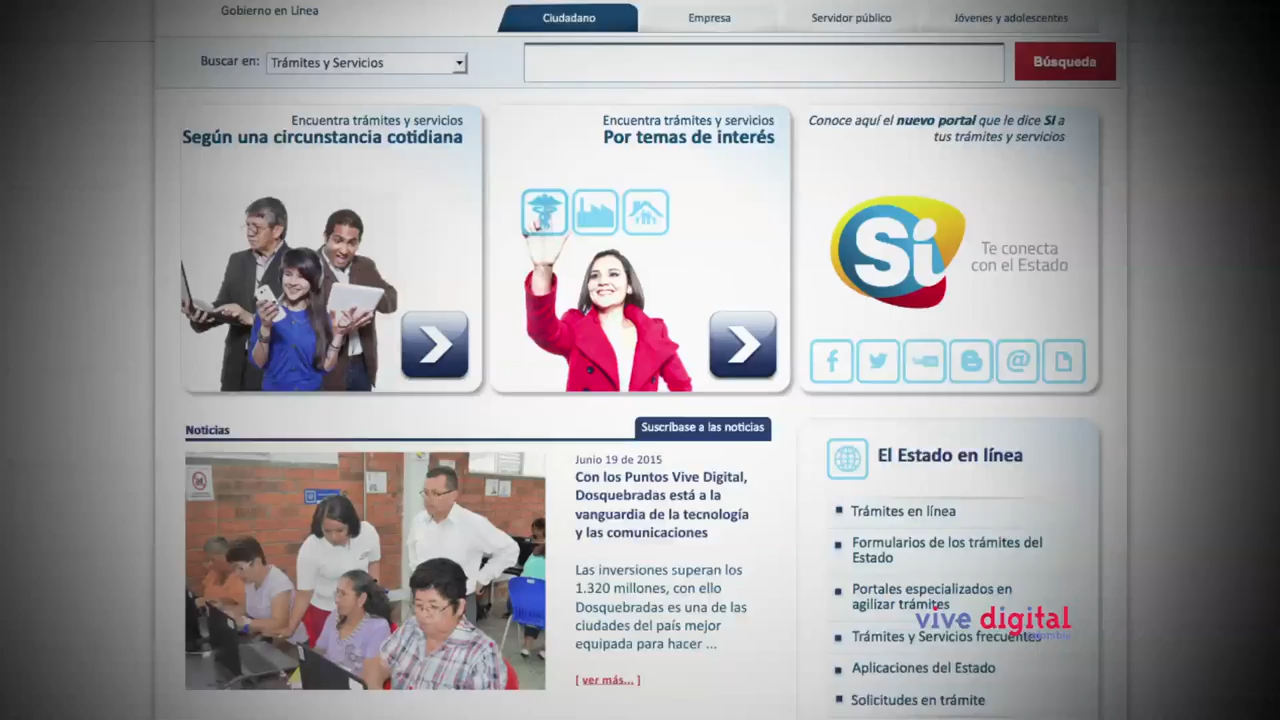 Gobierno en Línea
Ciudadano
Empresa
Servidor público
Jóvenes y adolescentes
Buscar en:
Trámites y Servicios
Búsqueda
Encuentra trámites y servicios
Según una circunstancia cotidiana
Encuentra trámites y servicios
Por temas de interés
Conoce aquí el nuevo portal que le dice SI a
tus trámites y servicios
Si
Te conecta
con el Estado
Noticias
Suscríbase a las noticias
Junio 19 de 2015
Con los Puntos Vive Digital,
Dosquebradas está a la
vanguardia de la tecnología
y las comunicaciones
Las inversiones superan los
1.320 millones, con ello
Dosquebradas es una de las
ciudades del país mejor
equipada para hacer ...
[ ver más... ]
El Estado en línea
Trámites en línea
Formularios de los trámites del
Estado
Portales especializados en
agilizar trámites
Trámites y Servicios frecuentes
Aplicaciones del Estado
Solicitudes en trámite
vive digital
Colombia